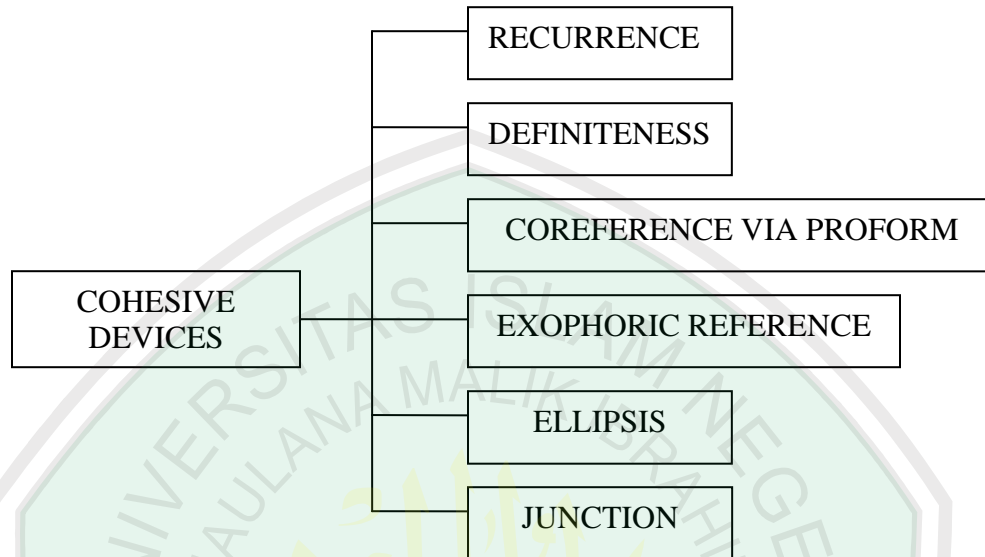 RECURRENCE
DEFINITENESS
COREFERENCE VIA PROFORM
COHESIVE
DEVICES
EXOPHORIC REFERENCE
ELLIPSIS
JUNCTION